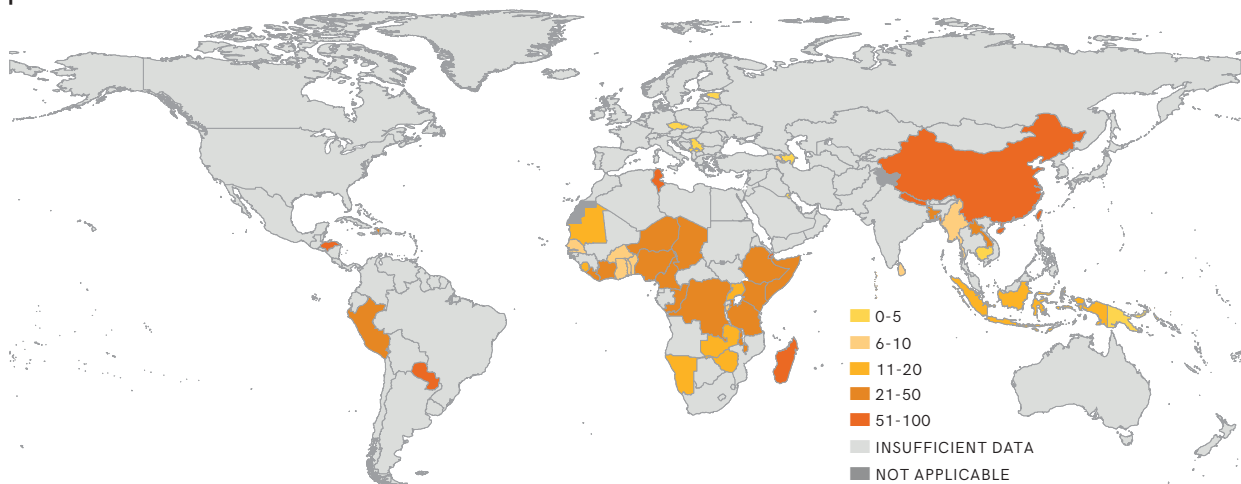 0-5
6-10
11-20
21-50
51-100
INSUFFICIENT DATA
NOT APPLICABLE